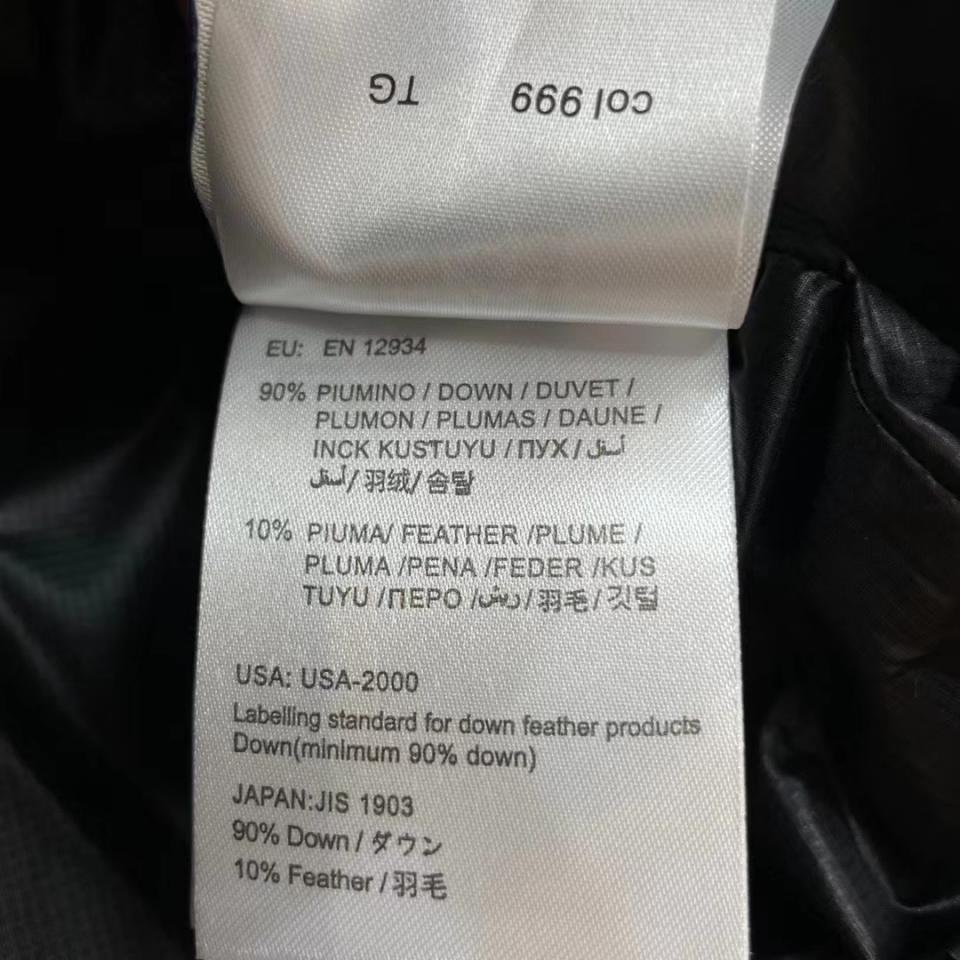 TG col 999
EU: EN 12934
90% PIUMINO / DOWN / DUVET /
PLUMON / PLUMAS / DAUNE /
INCK KUSTUYU / ПУХ / أسفل
أسفل / 羽绒/ 솜털
10% PIUMA/ FEATHER /PLUME /
PLUMA /PENA /FEDER /KUS
TUYU /ПЕРО /ريش / 羽毛 / 깃털
USA: USA-2000
Labelling standard for down feather products
Down(minimum 90% down)
JAPAN:JIS 1903
90% Down / ダウン
10% Feather / 羽毛